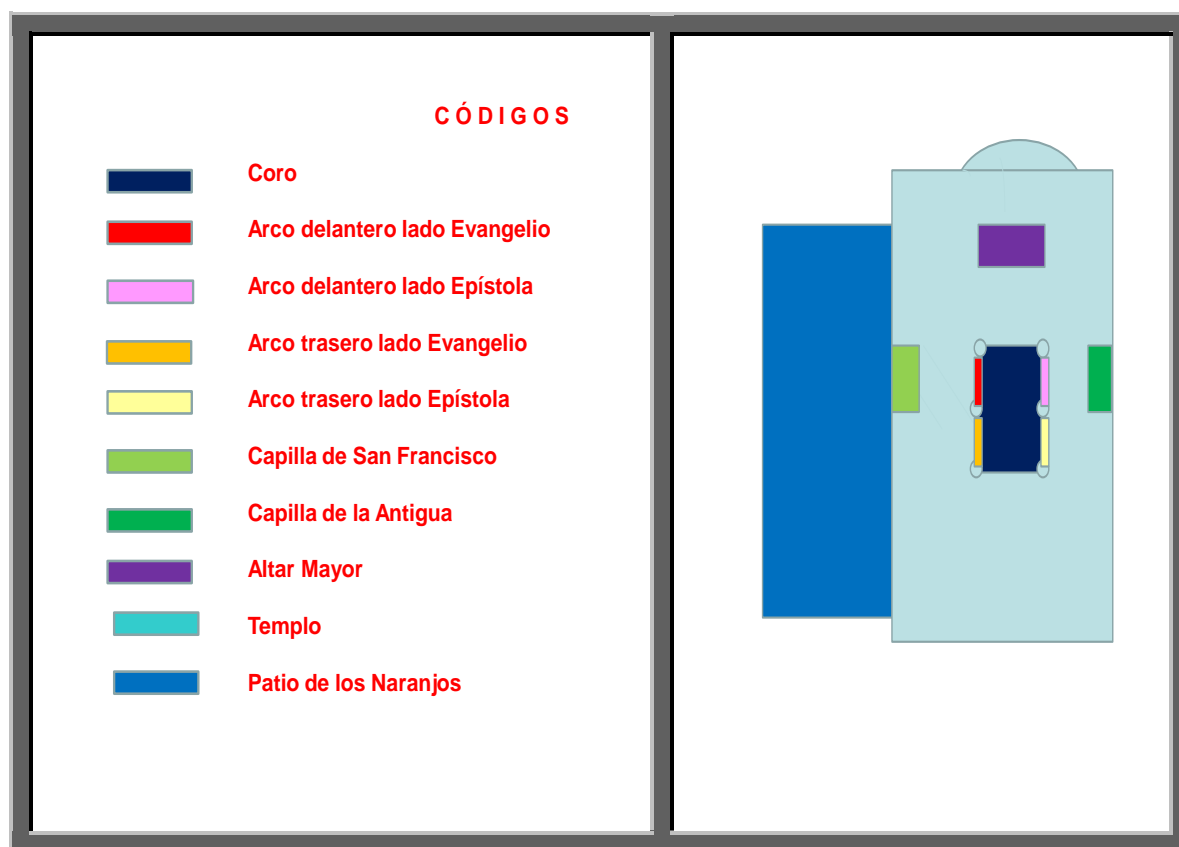 CÓDIGOS
Coro
Arco delantero lado Evangelio
Arco delantero lado Epístola
Arco trasero lado Evangelio
Arco trasero lado Epístola
Capilla de San Francisco
Capilla de la Antigua
Altar Mayor
Templo
Patio de los Naranjos